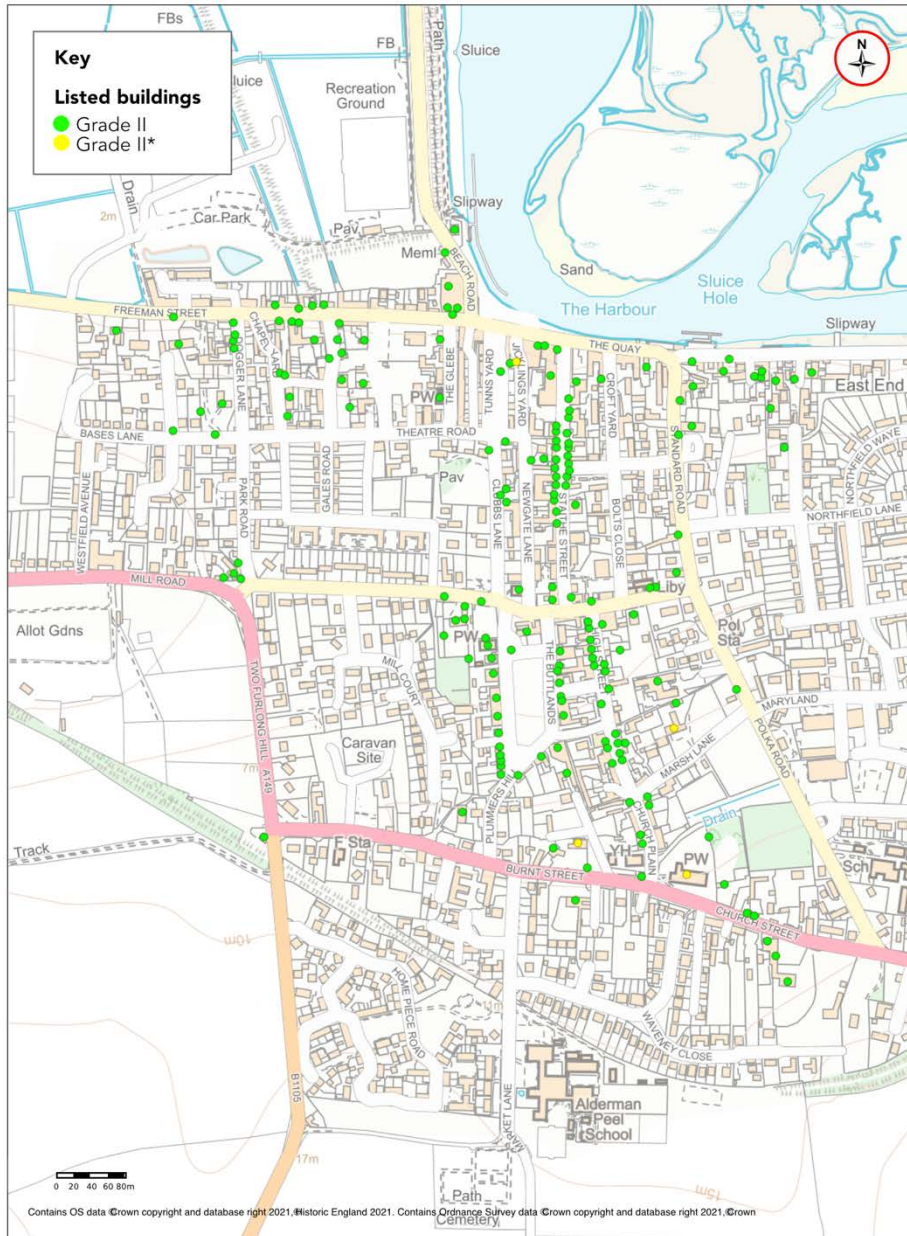 FBs
FB
Path
Sluice
N
Key
Listed buildings
Grade II
Grade II*
Recreation
Ground
Drain
2m
Car Park
Pav
Slipway
Meml
BEACH ROAD
Sand
Sluice
Hole
The Harbour
Slipway
FREEMAN STREET
CHAPEL YARD
THE QUAY
DOGGER LANE
THE GLEBE
TUNNS YARD
JICKLINGS YARD
CROFT YARD
East End
PW
BASES LANE
THEATRE ROAD
STANDARD ROAD
NORTHFIELD WAYE
WESTFIELD AVENUE
PARK ROAD
GALES ROAD
Pav
CLUBBS LANE
NEWGATE LANE
STAITHE STREET
BOLTS CLOSE
NORTHFIELD LANE
MILL ROAD
Liby
Allot Gdns
PW
Pol
Sta
HIGH STREET
TWO FURLONG HILL
A149
MILL COURT
THE BUTTLANDS
MARYLAND
Caravan
Site
MARSH LANE
POLKA ROAD
7m
PLUMMERS HILL
CHURCH PLAIN
Drain
Track
F Sta
YH
PW
Sch
BURNT STREET
CHURCH STREET
10m
HOME PIECE ROAD
11m
WAVENEY CLOSE
B1105
MARKET LANE
Alderman
Peel
School
17m
0 20 40 60 80m
15m
Path
Cemetery
Contains OS data ©Crown copyright and database right 2021, ©Historic England 2021. Contains Ordnance Survey data ©Crown copyright and database right 2021, ©Crown